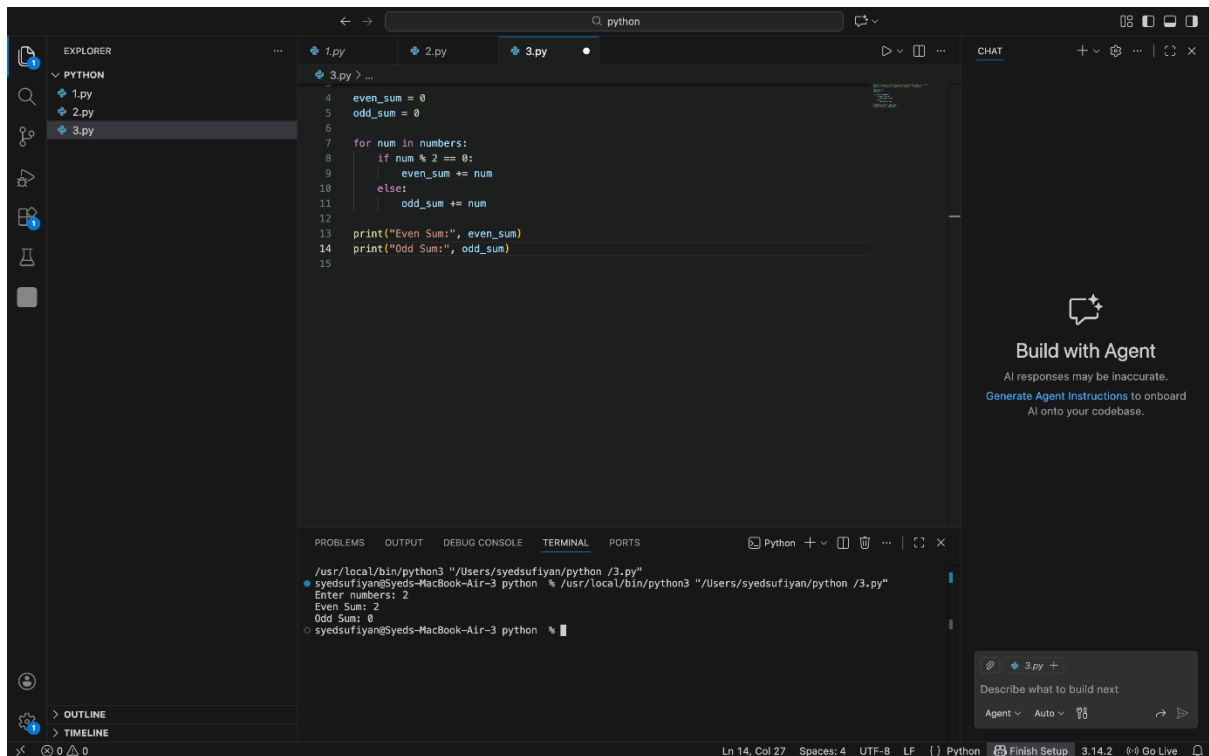 python
EXPLORER
PYTHON
1.py
2.py
3.py
1.py
2.py
3.py
3.py > ...
4 even_sum = 0
5 odd_sum = 0
6
7 for num in numbers:
8 if num % 2 == 0:
9 even_sum += num
10 else:
11 odd_sum += num
12
13 print("Even Sum:", even_sum)
14 print("Odd Sum:", odd_sum)
15
PROBLEMS OUTPUT DEBUG CONSOLE TERMINAL PORTS
Python
/usr/local/bin/python3 "/Users/syedsufiyan/python /3.py"
syedsufiyan@Syeds-MacBook-Air-3 python % /usr/local/bin/python3 "/Users/syedsufiyan/python /3.py"
Enter numbers: 2
Even Sum: 2
Odd Sum: 0
syedsufiyan@Syeds-MacBook-Air-3 python %
CHAT
Build with Agent
AI responses may be inaccurate.
Generate Agent Instructions to onboard
AI onto your codebase.
3.py
Describe what to build next
Agent Auto
OUTLINE
TIMELINE
1
1
1
0 0
Ln 14, Col 27 Spaces: 4 UTF-8 LF { } Python Finish Setup 3.14.2 Go Live